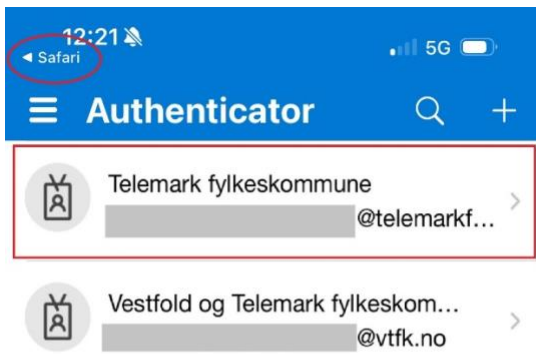 12:21
◀ Safari
5G
Authenticator
Telemark fylkeskommune
@telemarkf...
Vestfold og Telemark fylkeskom...
@vtfk.no